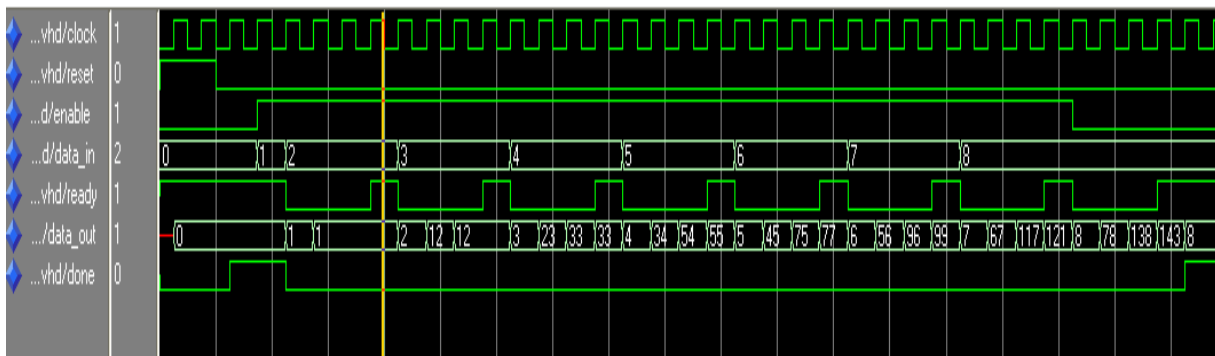 ...vhd/clock 1
...vhd/reset 0
...d/enable 1
...d/data_in 2 0 1 2 3 4 5 6 7 8
...vhd/ready 1
.../data_out 1 0 1 1 2 12 12 3 23 33 33 4 34 54 55 5 45 75 77 6 56 96 99 7 67 117 121 8 78 138 143 8
...vhd/done 0